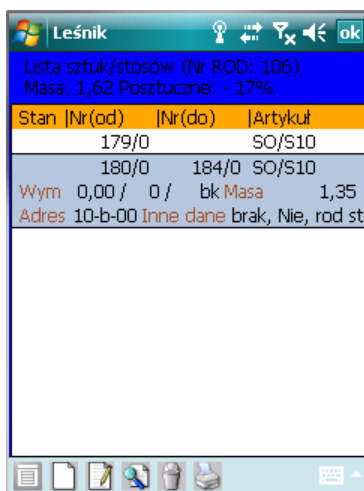 Leśnik ok
Lista sztuk/stosów (Nr ROD: 106)
Masa: 1,62 Posztuczne: - 17%
Stan |Nr(od) |Nr(do) |Artykuł
179/0 SO/S10
180/0 184/0 SO/S10
Wym 0,00 / 0 / bk Masa 1,35
Adres 10-b-00 Inne dane brak, Nie, rod st